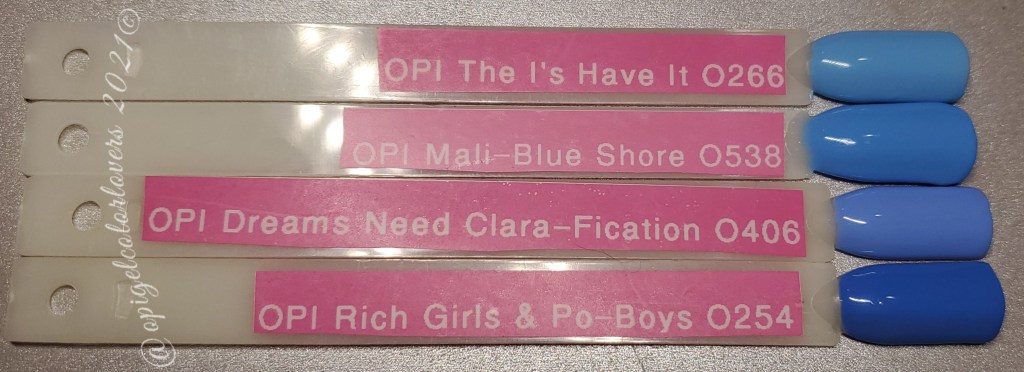 OPI The I's Have It O266
OPI Mali-Blue Shore O538
OPI Dreams Need Clara-Fication O406
OPI Rich Girls & Po-Boys O254
@opigelcolorlovers 2021©